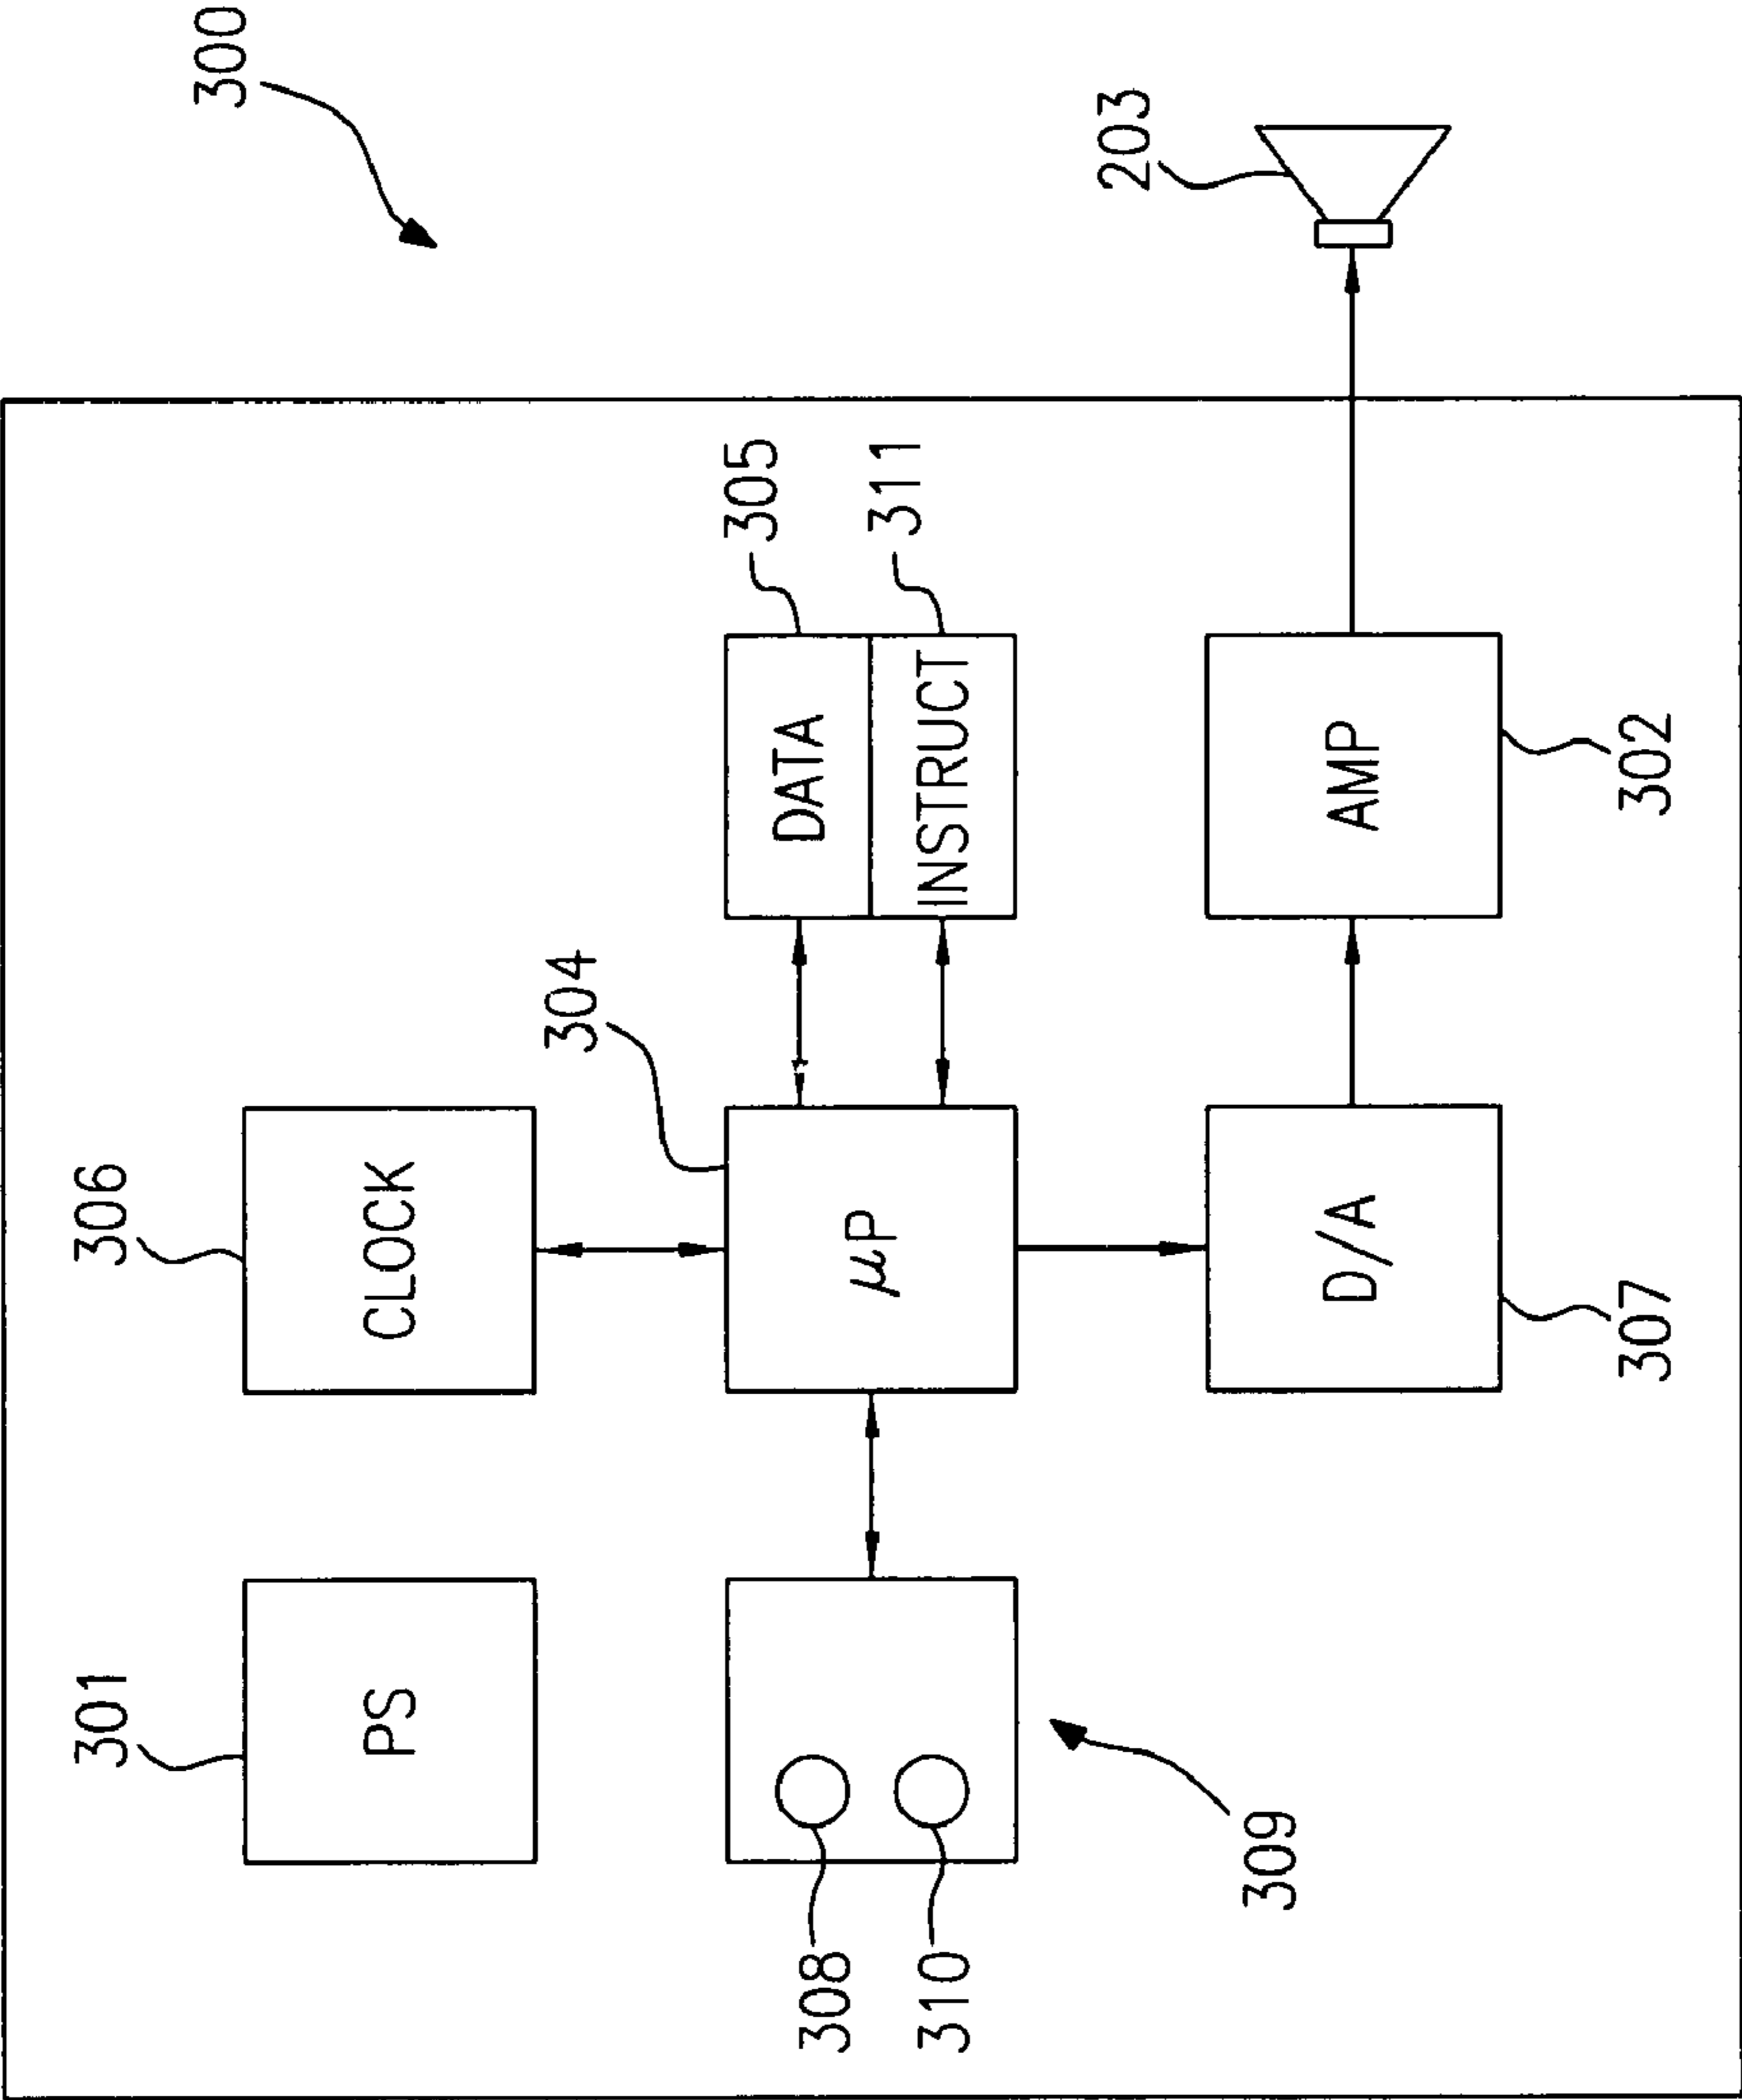 301
306
300
PS
CLOCK
304
305
DATA
308
μP
311
310
INSTRUCT
203
309
D/A
AMP
307
302